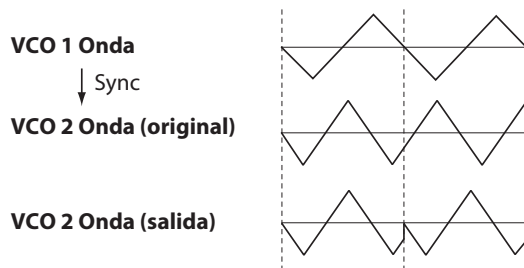 VCO 1 Onda
Sync
VCO 2 Onda (original)
VCO 2 Onda (salida)